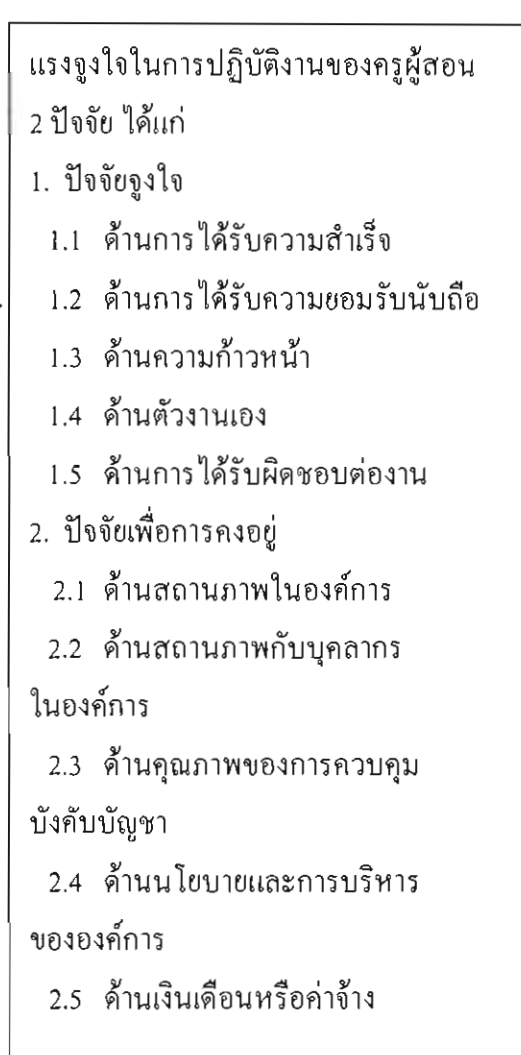 แรงจูงใจในการปฏิบัติงานของครูผู้สอน
2 ปัจจัย ได้แก่
1. ปัจจัยจูงใจ
1.1 ด้านการได้รับความสำเร็จ
1.2 ด้านการได้รับความยอมรับนับถือ
1.3 ด้านความก้าวหน้า
1.4 ด้านตัวงานเอง
1.5 ด้านการได้รับผิดชอบต่องาน
2. ปัจจัยเพื่อการคงอยู่
2.1 ด้านสถานภาพในองค์การ
2.2 ด้านสถานภาพกับบุคลากร
ในองค์การ
2.3 ด้านคุณภาพของการควบคุม
บังคับบัญชา
2.4 ด้านนโยบายและการบริหาร
ขององค์การ
2.5 ด้านเงินเดือนหรือค่าจ้าง